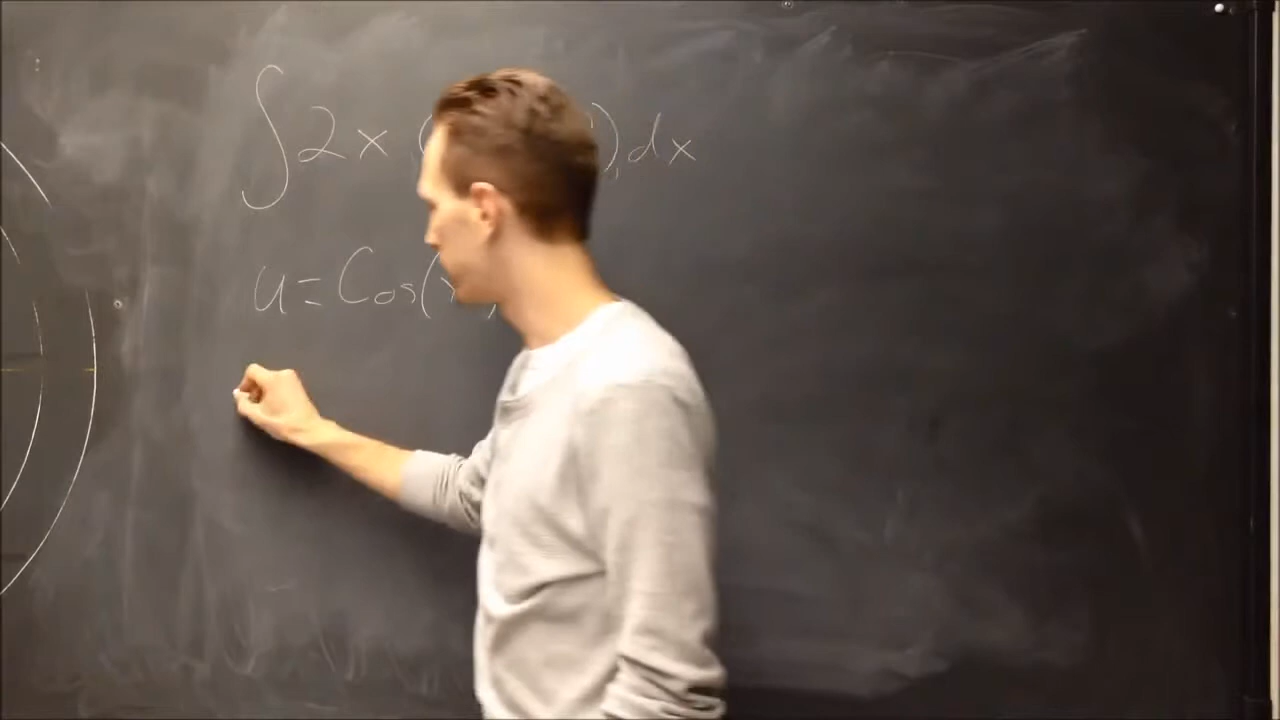 ∫2x ( ), dx
u = Cos(x